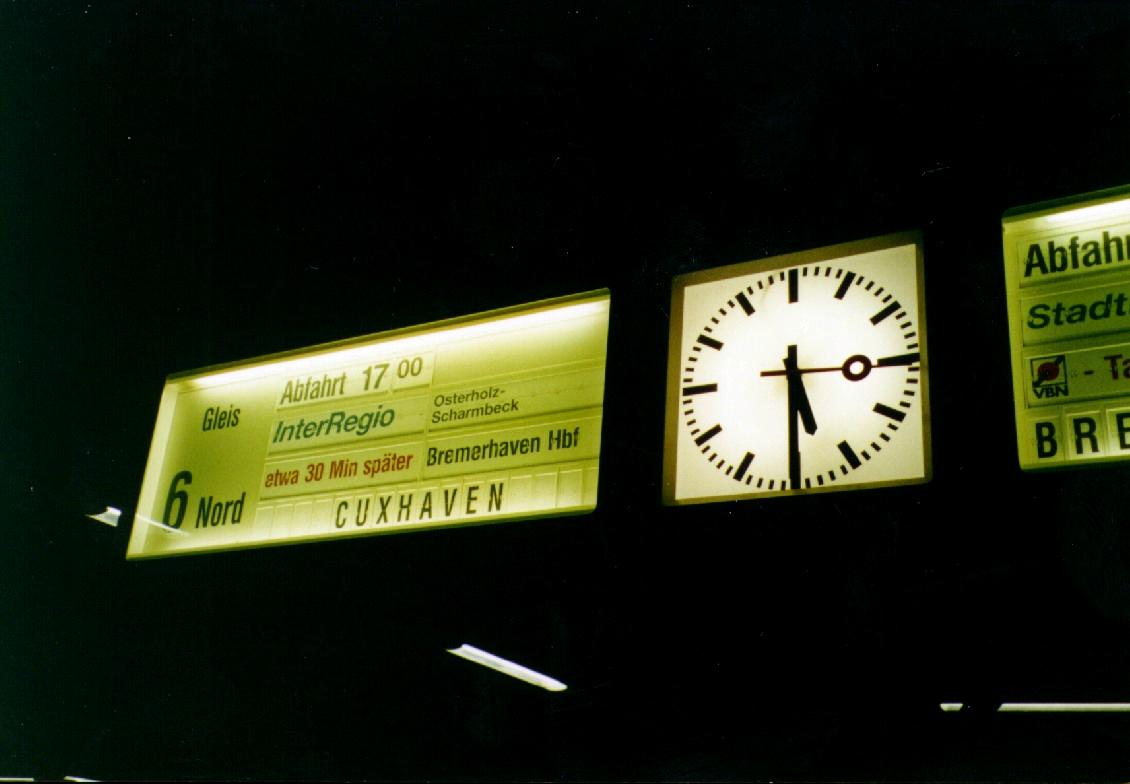 Gleis
6 Nord
Abfahrt 17 00
InterRegio
etwa 30 Min später
Osterholz-
Scharmbeck
Bremerhaven Hbf
CUXHAVEN
Abfahr
Stadt
VBN - Ta
BRE